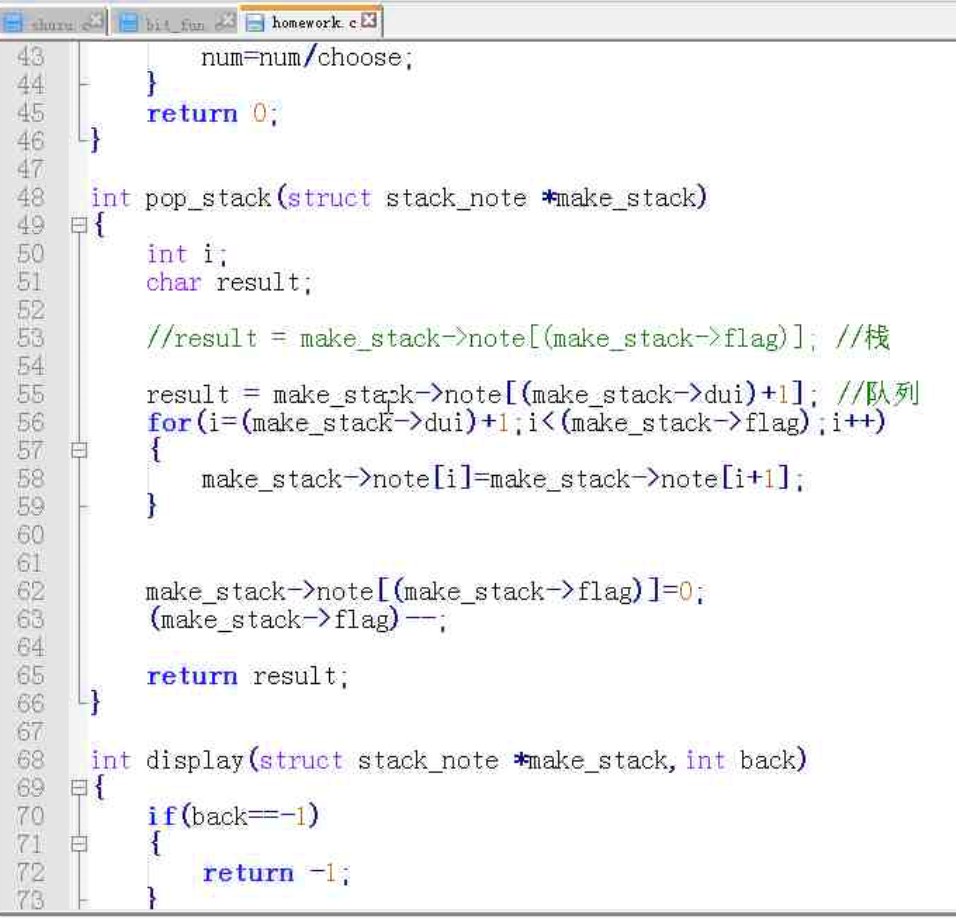 shuru.c bit_fun.c homework.c
43 num=num/choose;
44 }
45 return 0;
46 }
47
48 int pop_stack(struct stack_note *make_stack)
49 {
50 int i;
51 char result;
52
53 //result = make_stack->note[(make_stack->flag)]; //栈
54
55 result = make_stack->note[(make_stack->dui)+1]; //队列
56 for(i=(make_stack->dui)+1;i<(make_stack->flag);i++)
57 {
58 make_stack->note[i]=make_stack->note[i+1];
59 }
60
61
62 make_stack->note[(make_stack->flag)]=0;
63 (make_stack->flag)--;
64
65 return result;
66 }
67
68 int display(struct stack_note *make_stack,int back)
69 {
70 if(back==-1)
71 {
72 return -1;
73 }